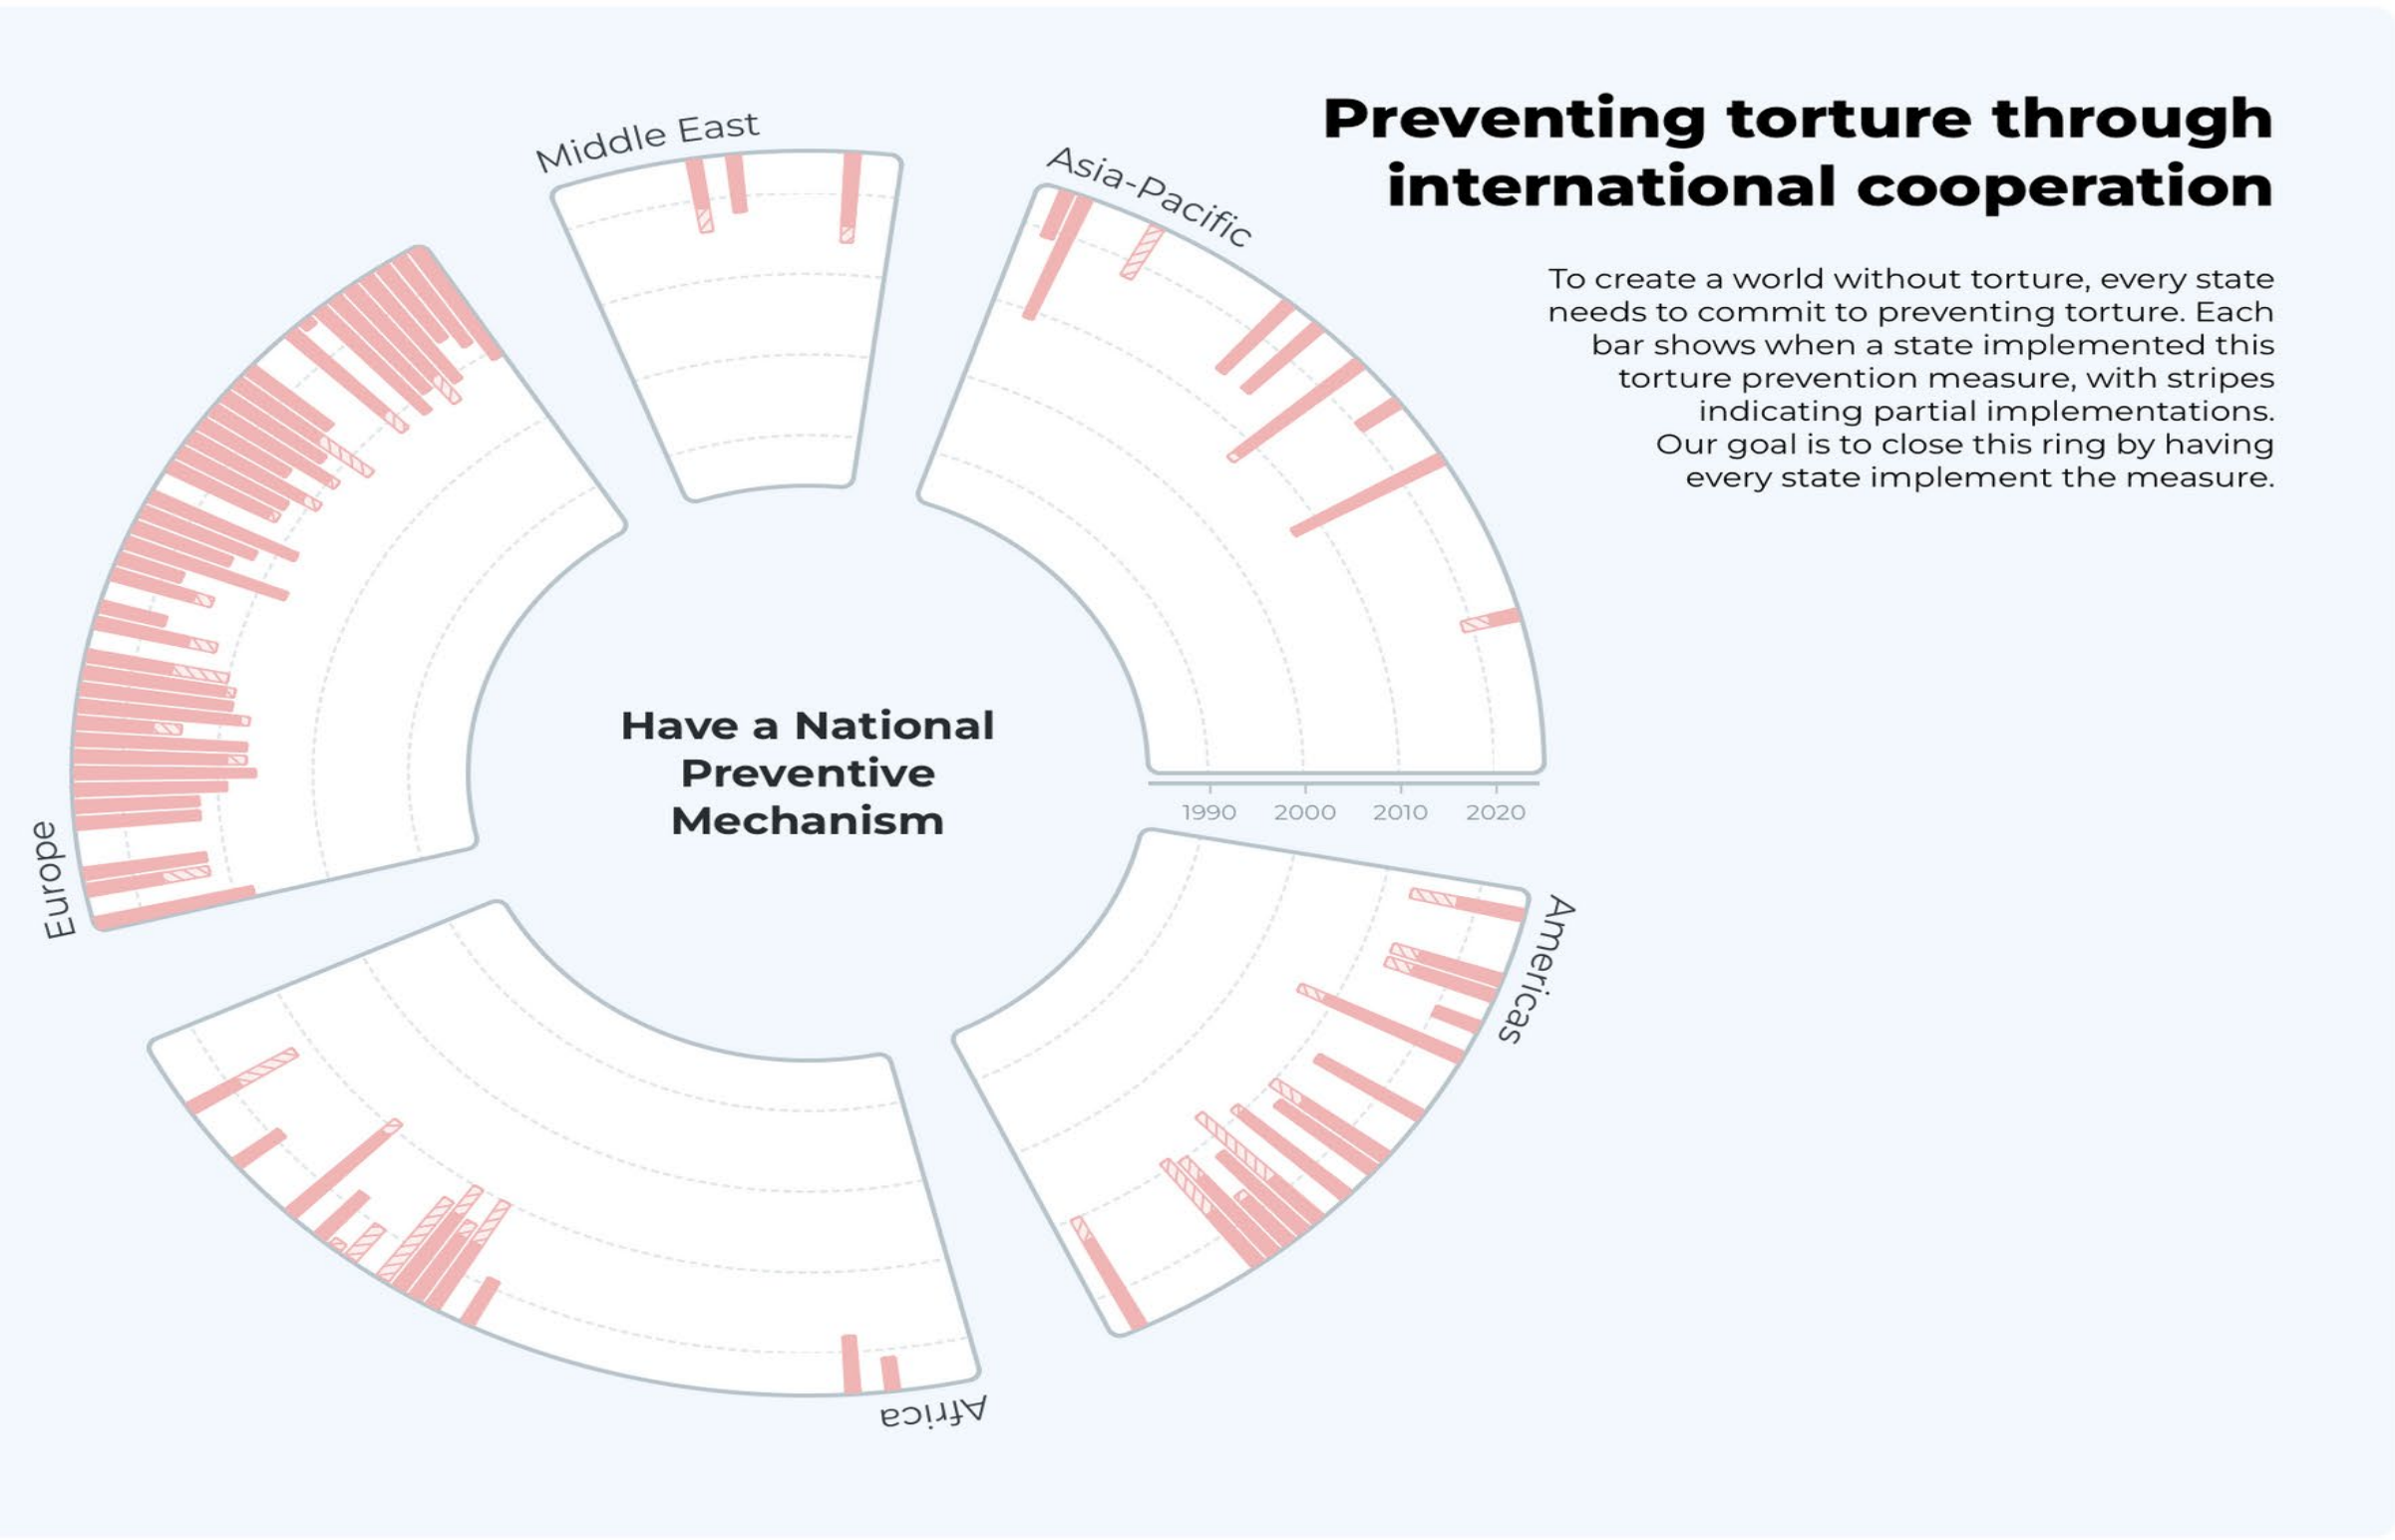 Preventing torture through
international cooperation
To create a world without torture, every state
needs to commit to preventing torture. Each
bar shows when a state implemented this
torture prevention measure, with stripes
indicating partial implementations.
Our goal is to close this ring by having
every state implement the measure.
Middle East
Asia-Pacific
Have a National
Preventive
Mechanism
1990 2000 2010 2020
Europe
Americas
Africa